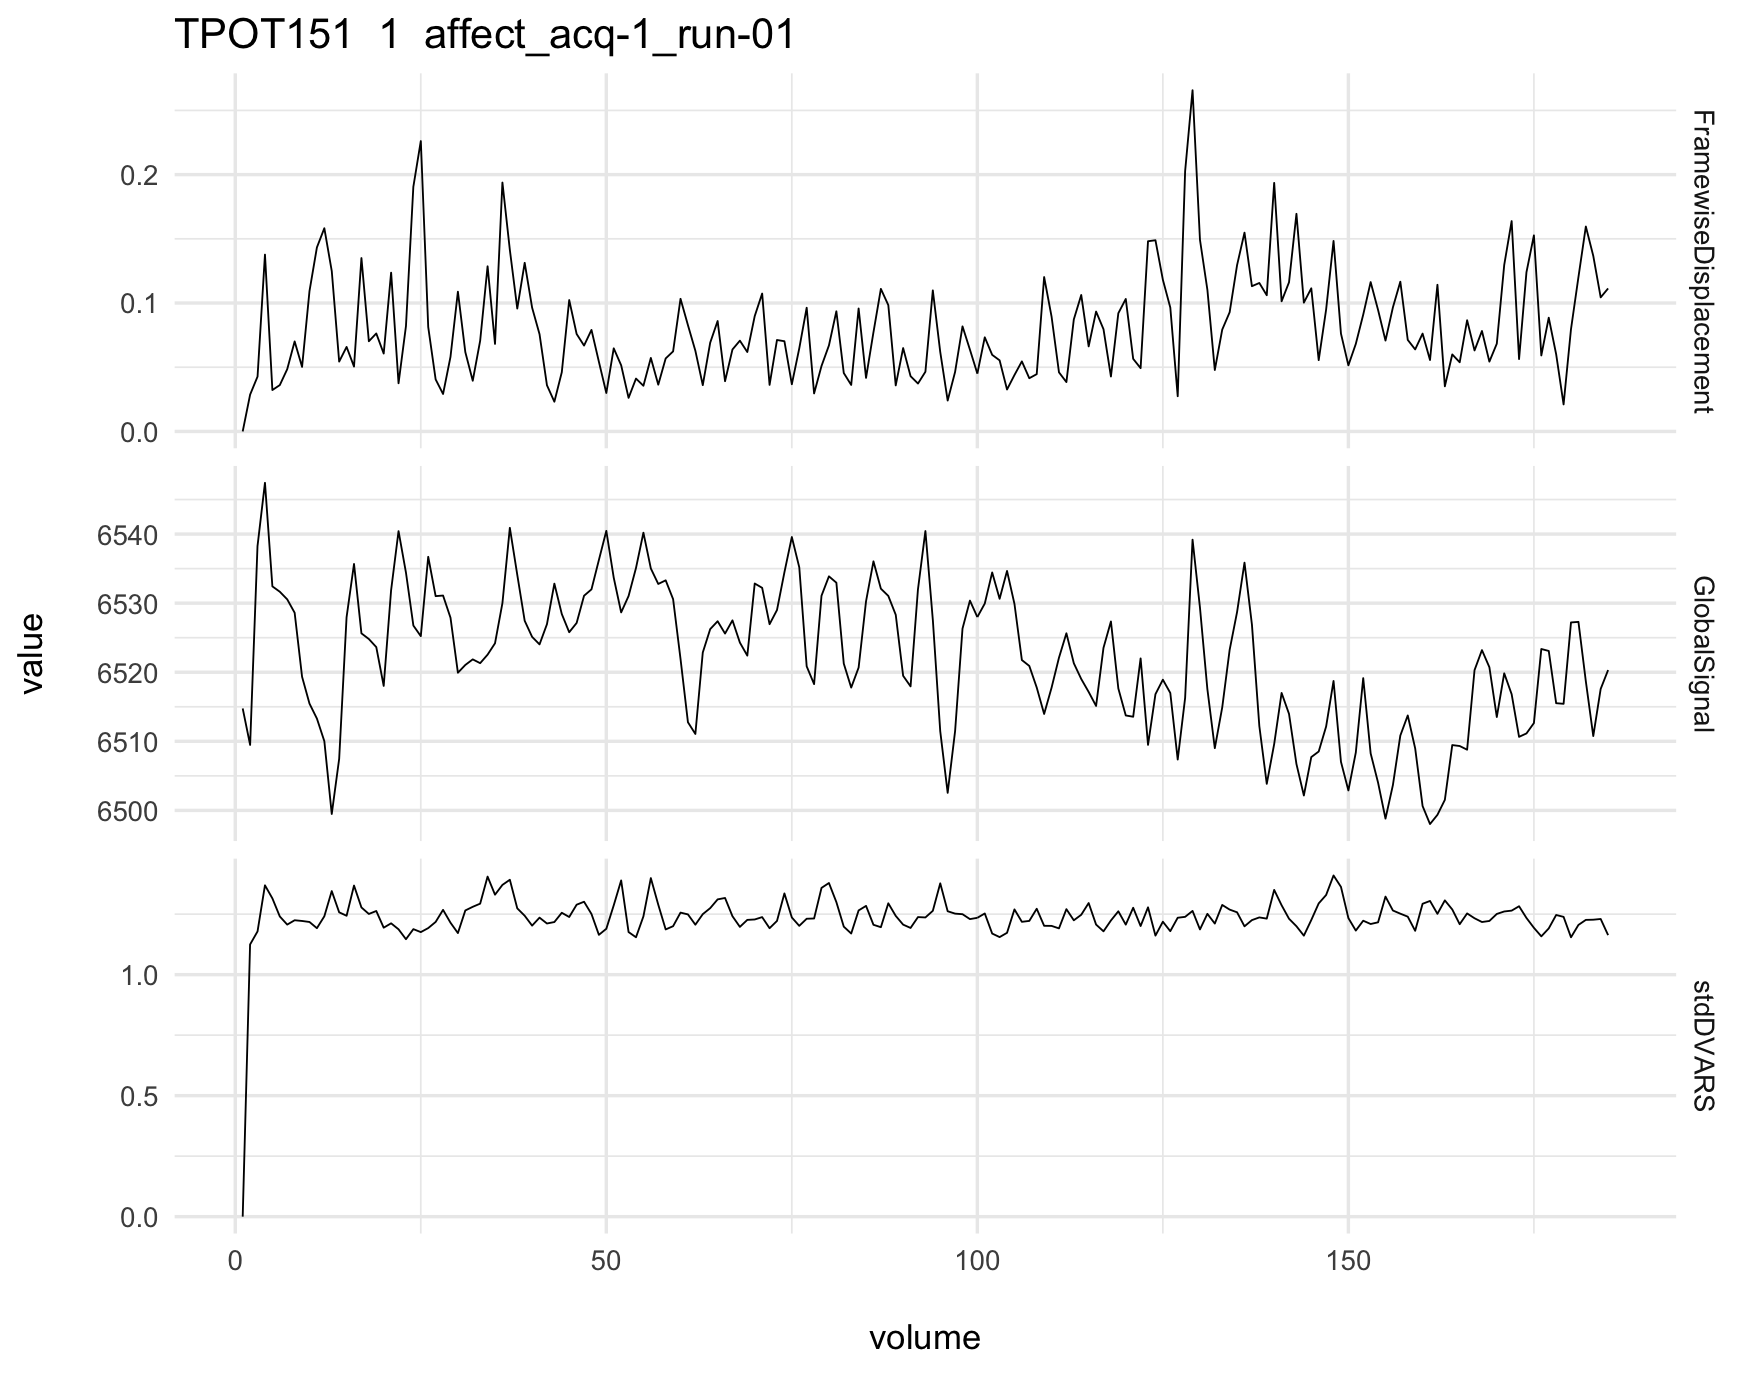 TPOT151 1 affect_acq-1_run-01
0.2
0.1
0.0
FramewiseDisplacement
6540
6530
6520
6510
6500
GlobalSignal
value
1.0
0.5
0.0
stdDVARS
0 50 100 150
volume